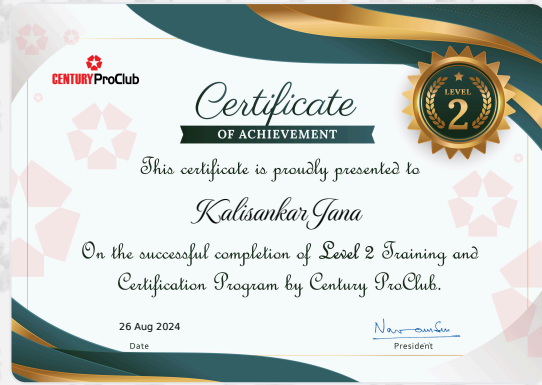 CENTURY ProClub
Certificate
OF ACHIEVEMENT
LEVEL
2
This certificate is proudly presented to
Kalisankar Jana
On the successful completion of Level 2 Training and
Certification Program by Century ProClub.
26 Aug 2024
Date
President